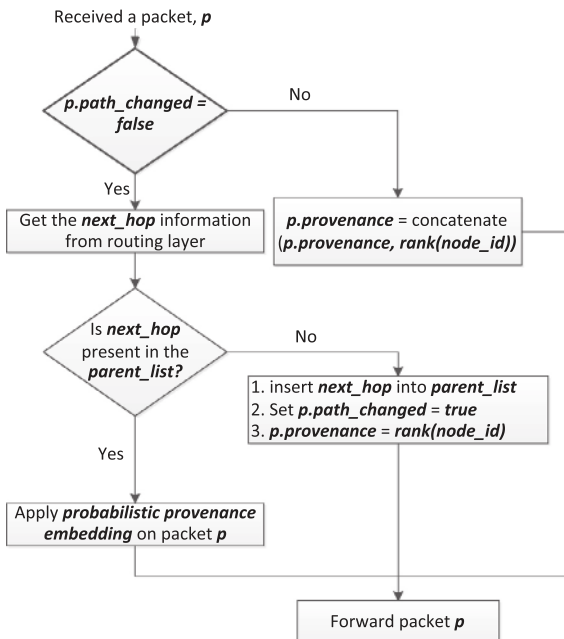 Received a packet, p
p.path_changed =
false
No
Yes
Get the next_hop information
from routing layer
p.provenance = concatenate
(p.provenance, rank(node_id))
Is next_hop
present in the
parent_list?
No
1. insert next_hop into parent_list
2. Set p.path_changed = true
3. p.provenance = rank(node_id)
Yes
Apply probabilistic provenance
embedding on packet p
Forward packet p